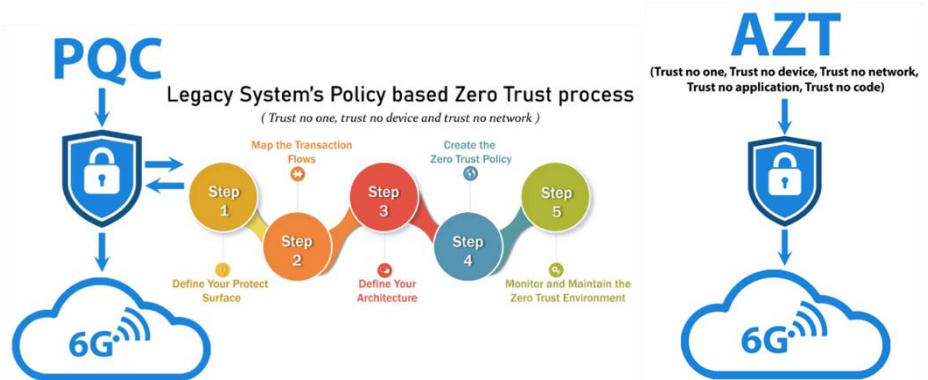 PQC
Legacy System's Policy based Zero Trust process
( Trust no one, trust no device and trust no network )
Map the Transaction
Flows
Create the
Zero Trust Policy
Step
1
Step
2
Step
3
Step
4
Step
5
Define Your Protect
Surface
Define Your
Architecture
Monitor and Maintain the
Zero Trust Environment
6G
AZT
(Trust no one, Trust no device, Trust no network,
Trust no application, Trust no code)
6G